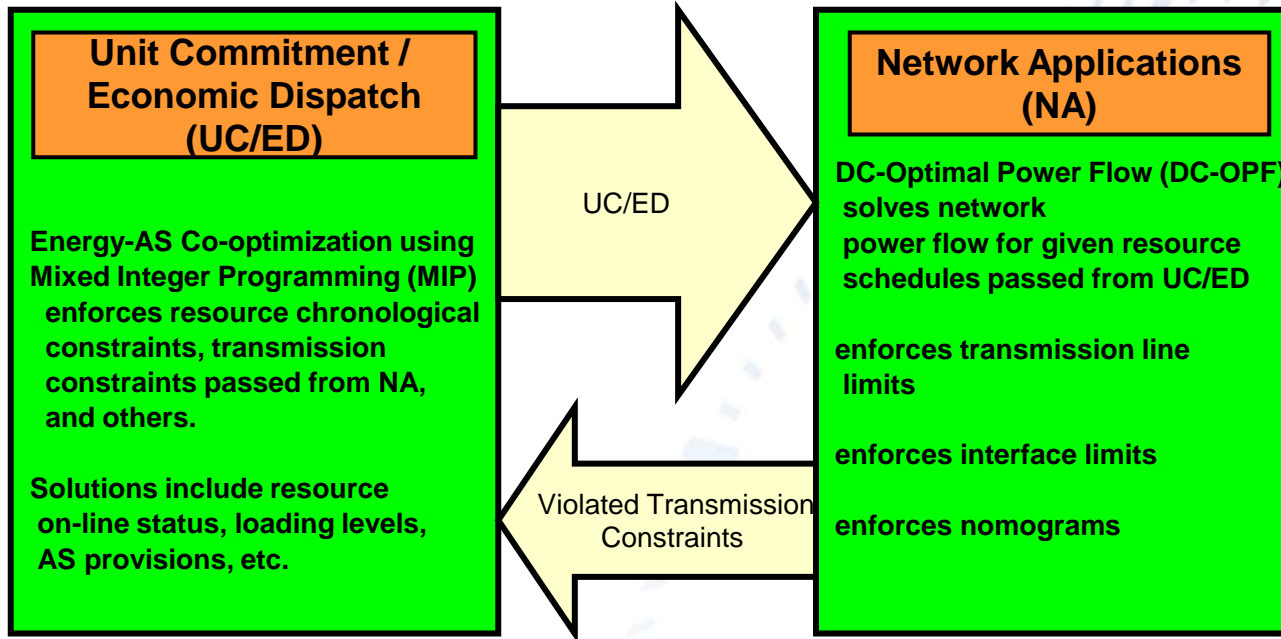 Unit Commitment /
Economic Dispatch
(UC/ED)
Energy-AS Co-optimization using
Mixed Integer Programming (MIP)
enforces resource chronological
constraints, transmission
constraints passed from NA,
and others.
Solutions include resource
on-line status, loading levels,
AS provisions, etc.
UC/ED
Violated Transmission
Constraints
Network Applications
(NA)
DC-Optimal Power Flow (DC-OPF)
solves network
power flow for given resource
schedules passed from UC/ED
enforces transmission line
limits
enforces interface limits
enforces nomograms